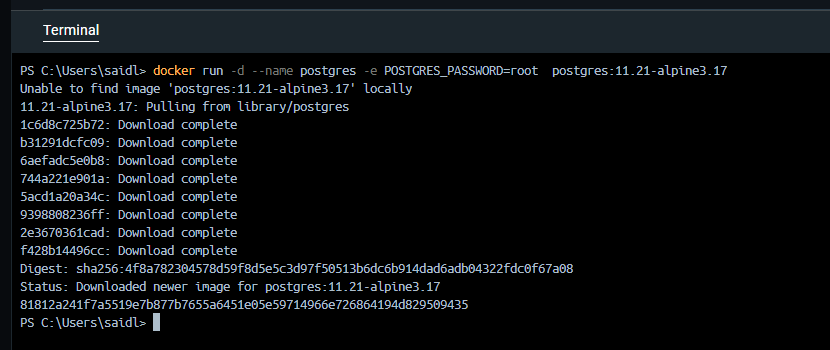 Terminal
PS C:\Users\saidl> docker run -d --name postgres -e POSTGRES_PASSWORD=root  postgres:11.21-alpine3.17
Unable to find image 'postgres:11.21-alpine3.17' locally
11.21-alpine3.17: Pulling from library/postgres
1c6d8c725b72: Download complete
b31291dcfc09: Download complete
6aefadc5e0b8: Download complete
744a221e901a: Download complete
5acd1a20a34c: Download complete
9398808236ff: Download complete
2e3670361cad: Download complete
f428b14496cc: Download complete
Digest: sha256:4f8a782304578d59f8d5e5c3d97f50513b6dc6b914dad6adb04322fdc0f67a08
Status: Downloaded newer image for postgres:11.21-alpine3.17
81812a241f7a5519e7b877b7655a6451e05e59714966e726864194d829509435
PS C:\Users\saidl>